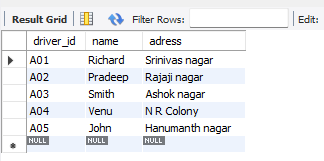 Result Grid Filter Rows: Edit:
driver_id name adress
A01 Richard Srinivas nagar
A02 Pradeep Rajaji nagar
A03 Smith Ashok nagar
A04 Venu N R Colony
A05 John Hanumanth nagar
NULL NULL NULL